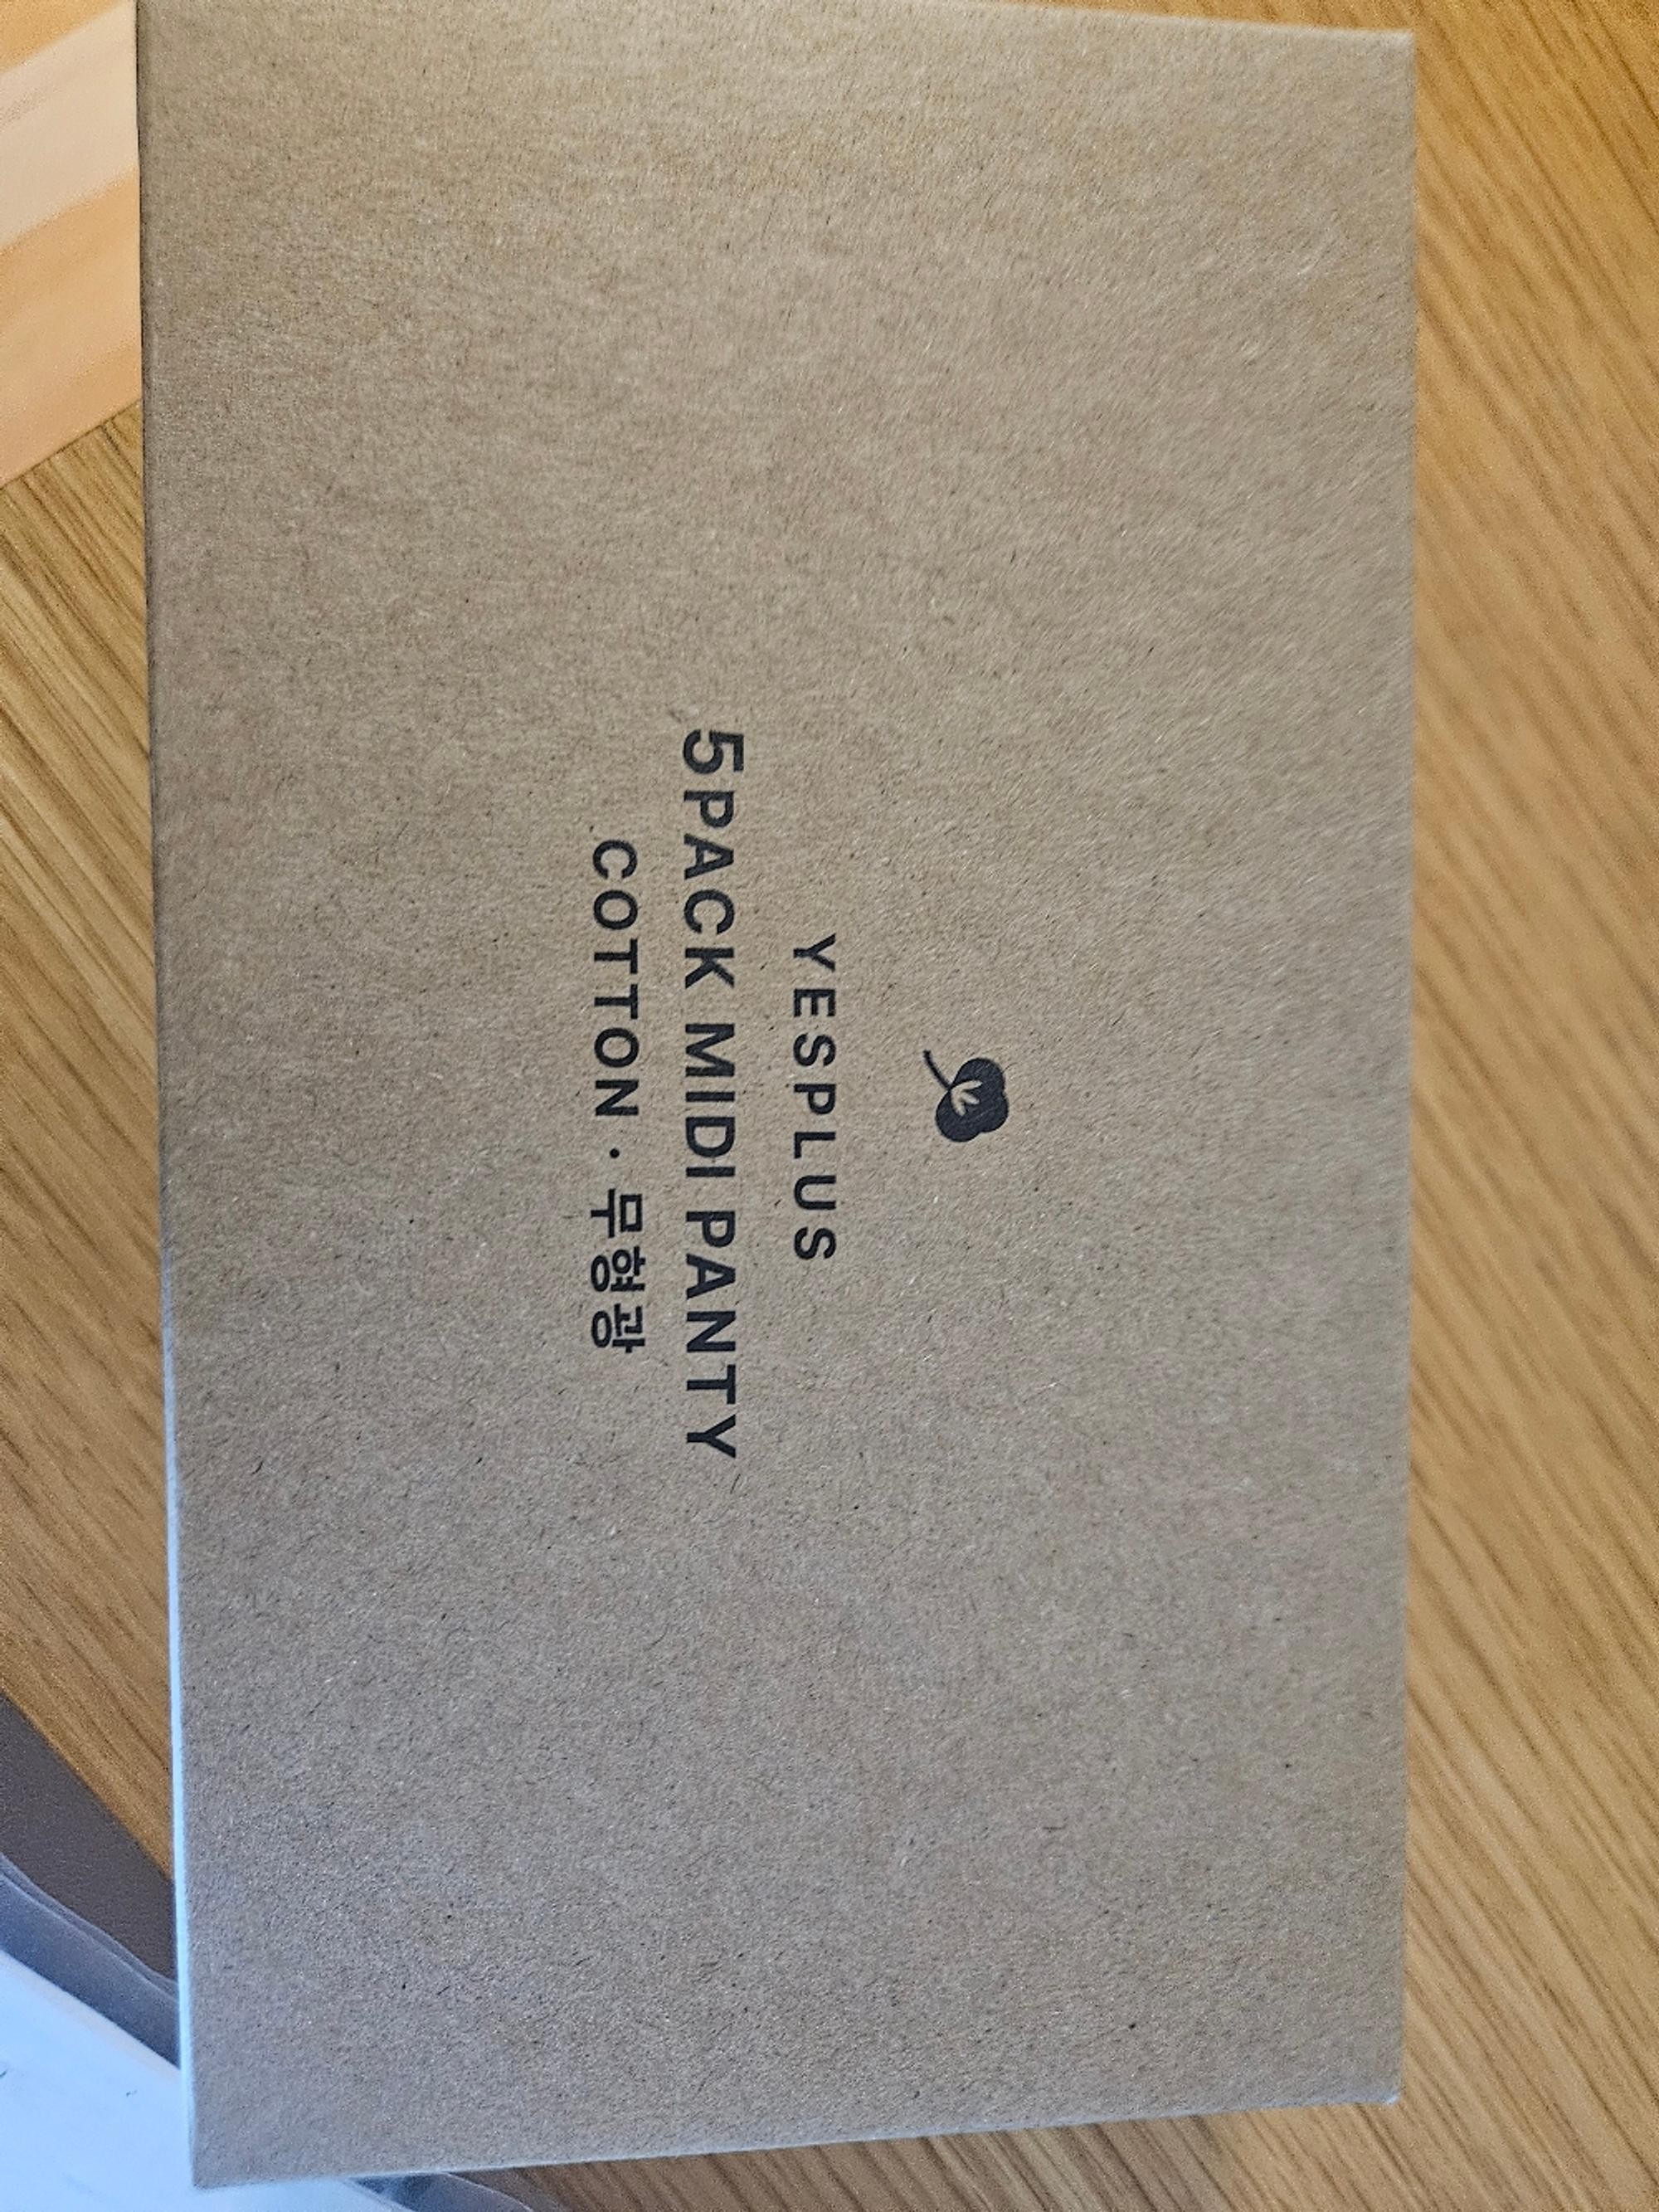 YESPLUS
5PACK MIDI PANTY
COTTON · 무형광